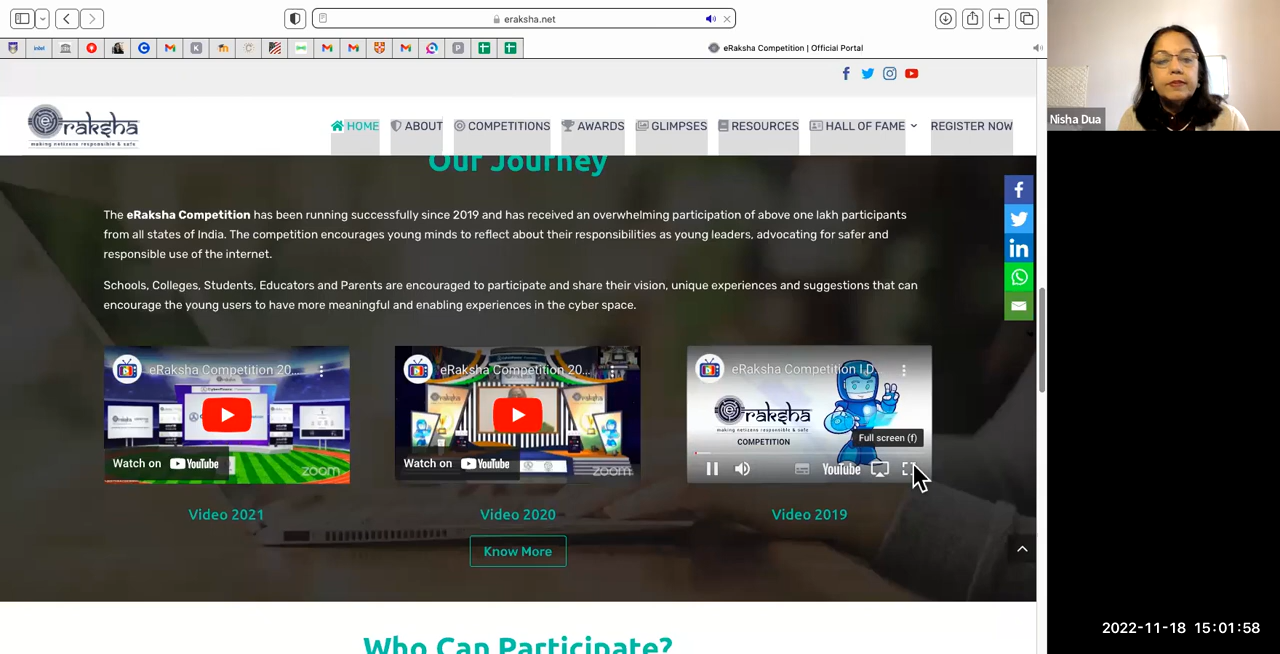 eraksha.net
intel
eRaksha Competition | Official Portal
Nisha Dua
eraksha
making netizens responsible & safe
HOME
ABOUT
COMPETITIONS
AWARDS
GLIMPSES
RESOURCES
HALL OF FAME
REGISTER NOW
Our Journey
The eRaksha Competition has been running successfully since 2019 and has received an overwhelming participation of above one lakh participants
from all states of India. The competition encourages young minds to reflect about their responsibilities as young leaders, advocating for safer and
responsible use of the internet.
Schools, Colleges, Students, Educators and Parents are encouraged to participate and share their vision, unique experiences and suggestions that can
encourage the young users to have more meaningful and enabling experiences in the cyber space.
eRaksha Competition 20...
Watch on YouTube
zoom
eRaksha Competition 20...
Watch on YouTube
zoom
eRaksha Competition I D...
eraksha
making netizens responsible & safe
COMPETITION
Full screen (f)
YouTube
Video 2021
Video 2020
Video 2019
Know More
Who Can Participate?
2022-11-18 15:01:58